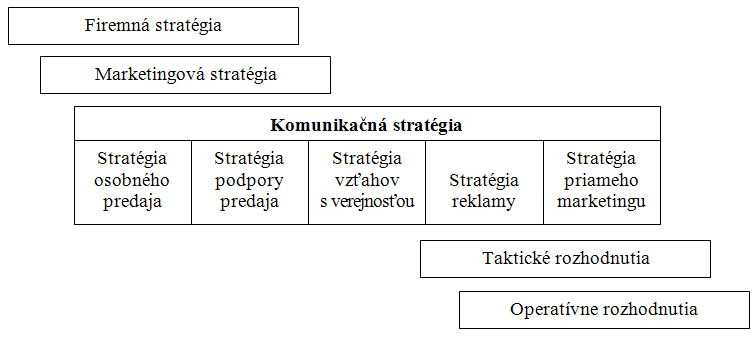 Firemná stratégia
Marketingová stratégia
Komunikačná stratégia
Stratégia
osobného
predaja
Stratégia
podpory
predaja
Stratégia
vzťahov
s verejnosťou
Stratégia
reklamy
Stratégia
priameho
marketingu
Taktické rozhodnutia
Operatívne rozhodnutia